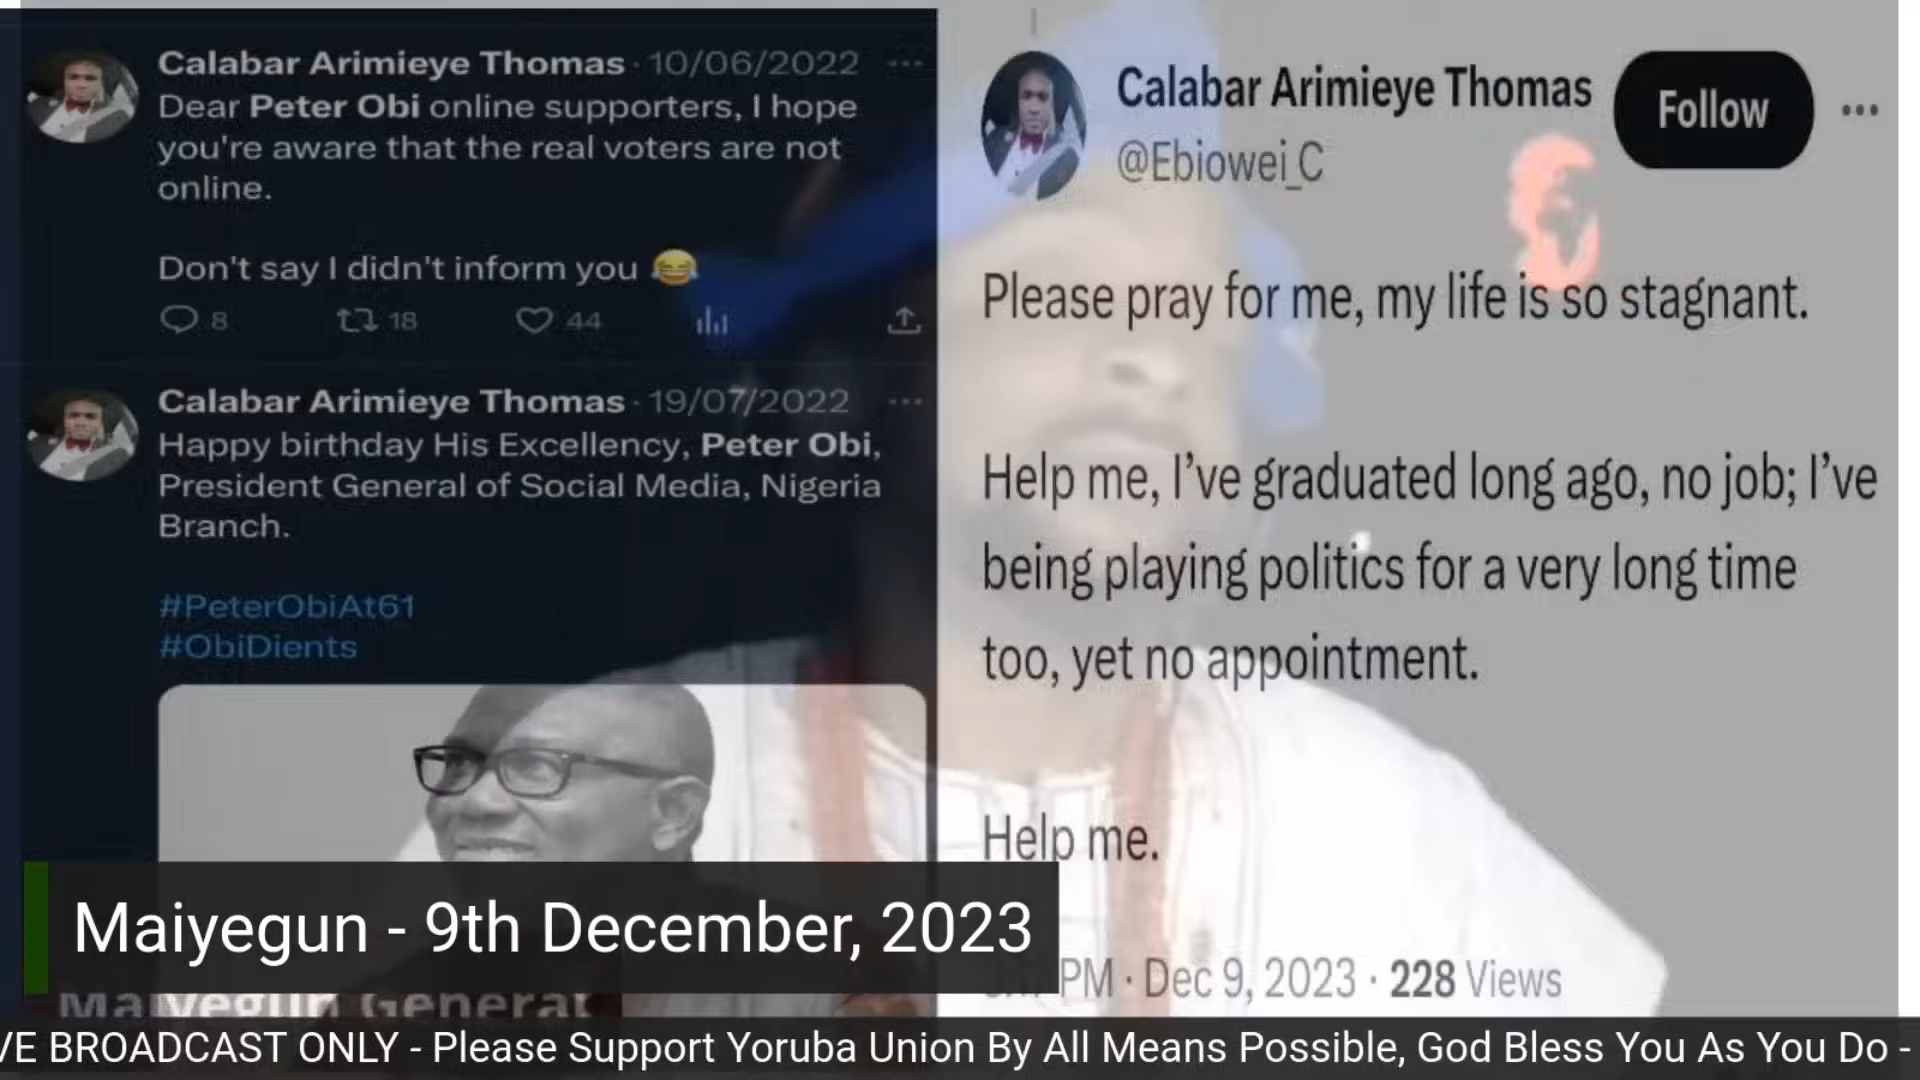 Calabar Arimieye Thomas · 10/06/2022
Dear Peter Obi online supporters, I hope
you're aware that the real voters are not
online.
Don't say I didn't inform you 😂
8 18 44
Calabar Arimieye Thomas · 19/07/2022
Happy birthday His Excellency, Peter Obi,
President General of Social Media, Nigeria
Branch.
#PeterObiAt61
#ObiDients
Calabar Arimieye Thomas
@Ebiowei_C
Follow
Please pray for me, my life is so stagnant.
Help me, I've graduated long ago, no job; I've
being playing politics for a very long time
too, yet no appointment.
Help me.
PM · Dec 9, 2023 · 228 Views
Maiyegun - 9th December, 2023
Maiyegun General
VE BROADCAST ONLY - Please Support Yoruba Union By All Means Possible, God Bless You As You Do -